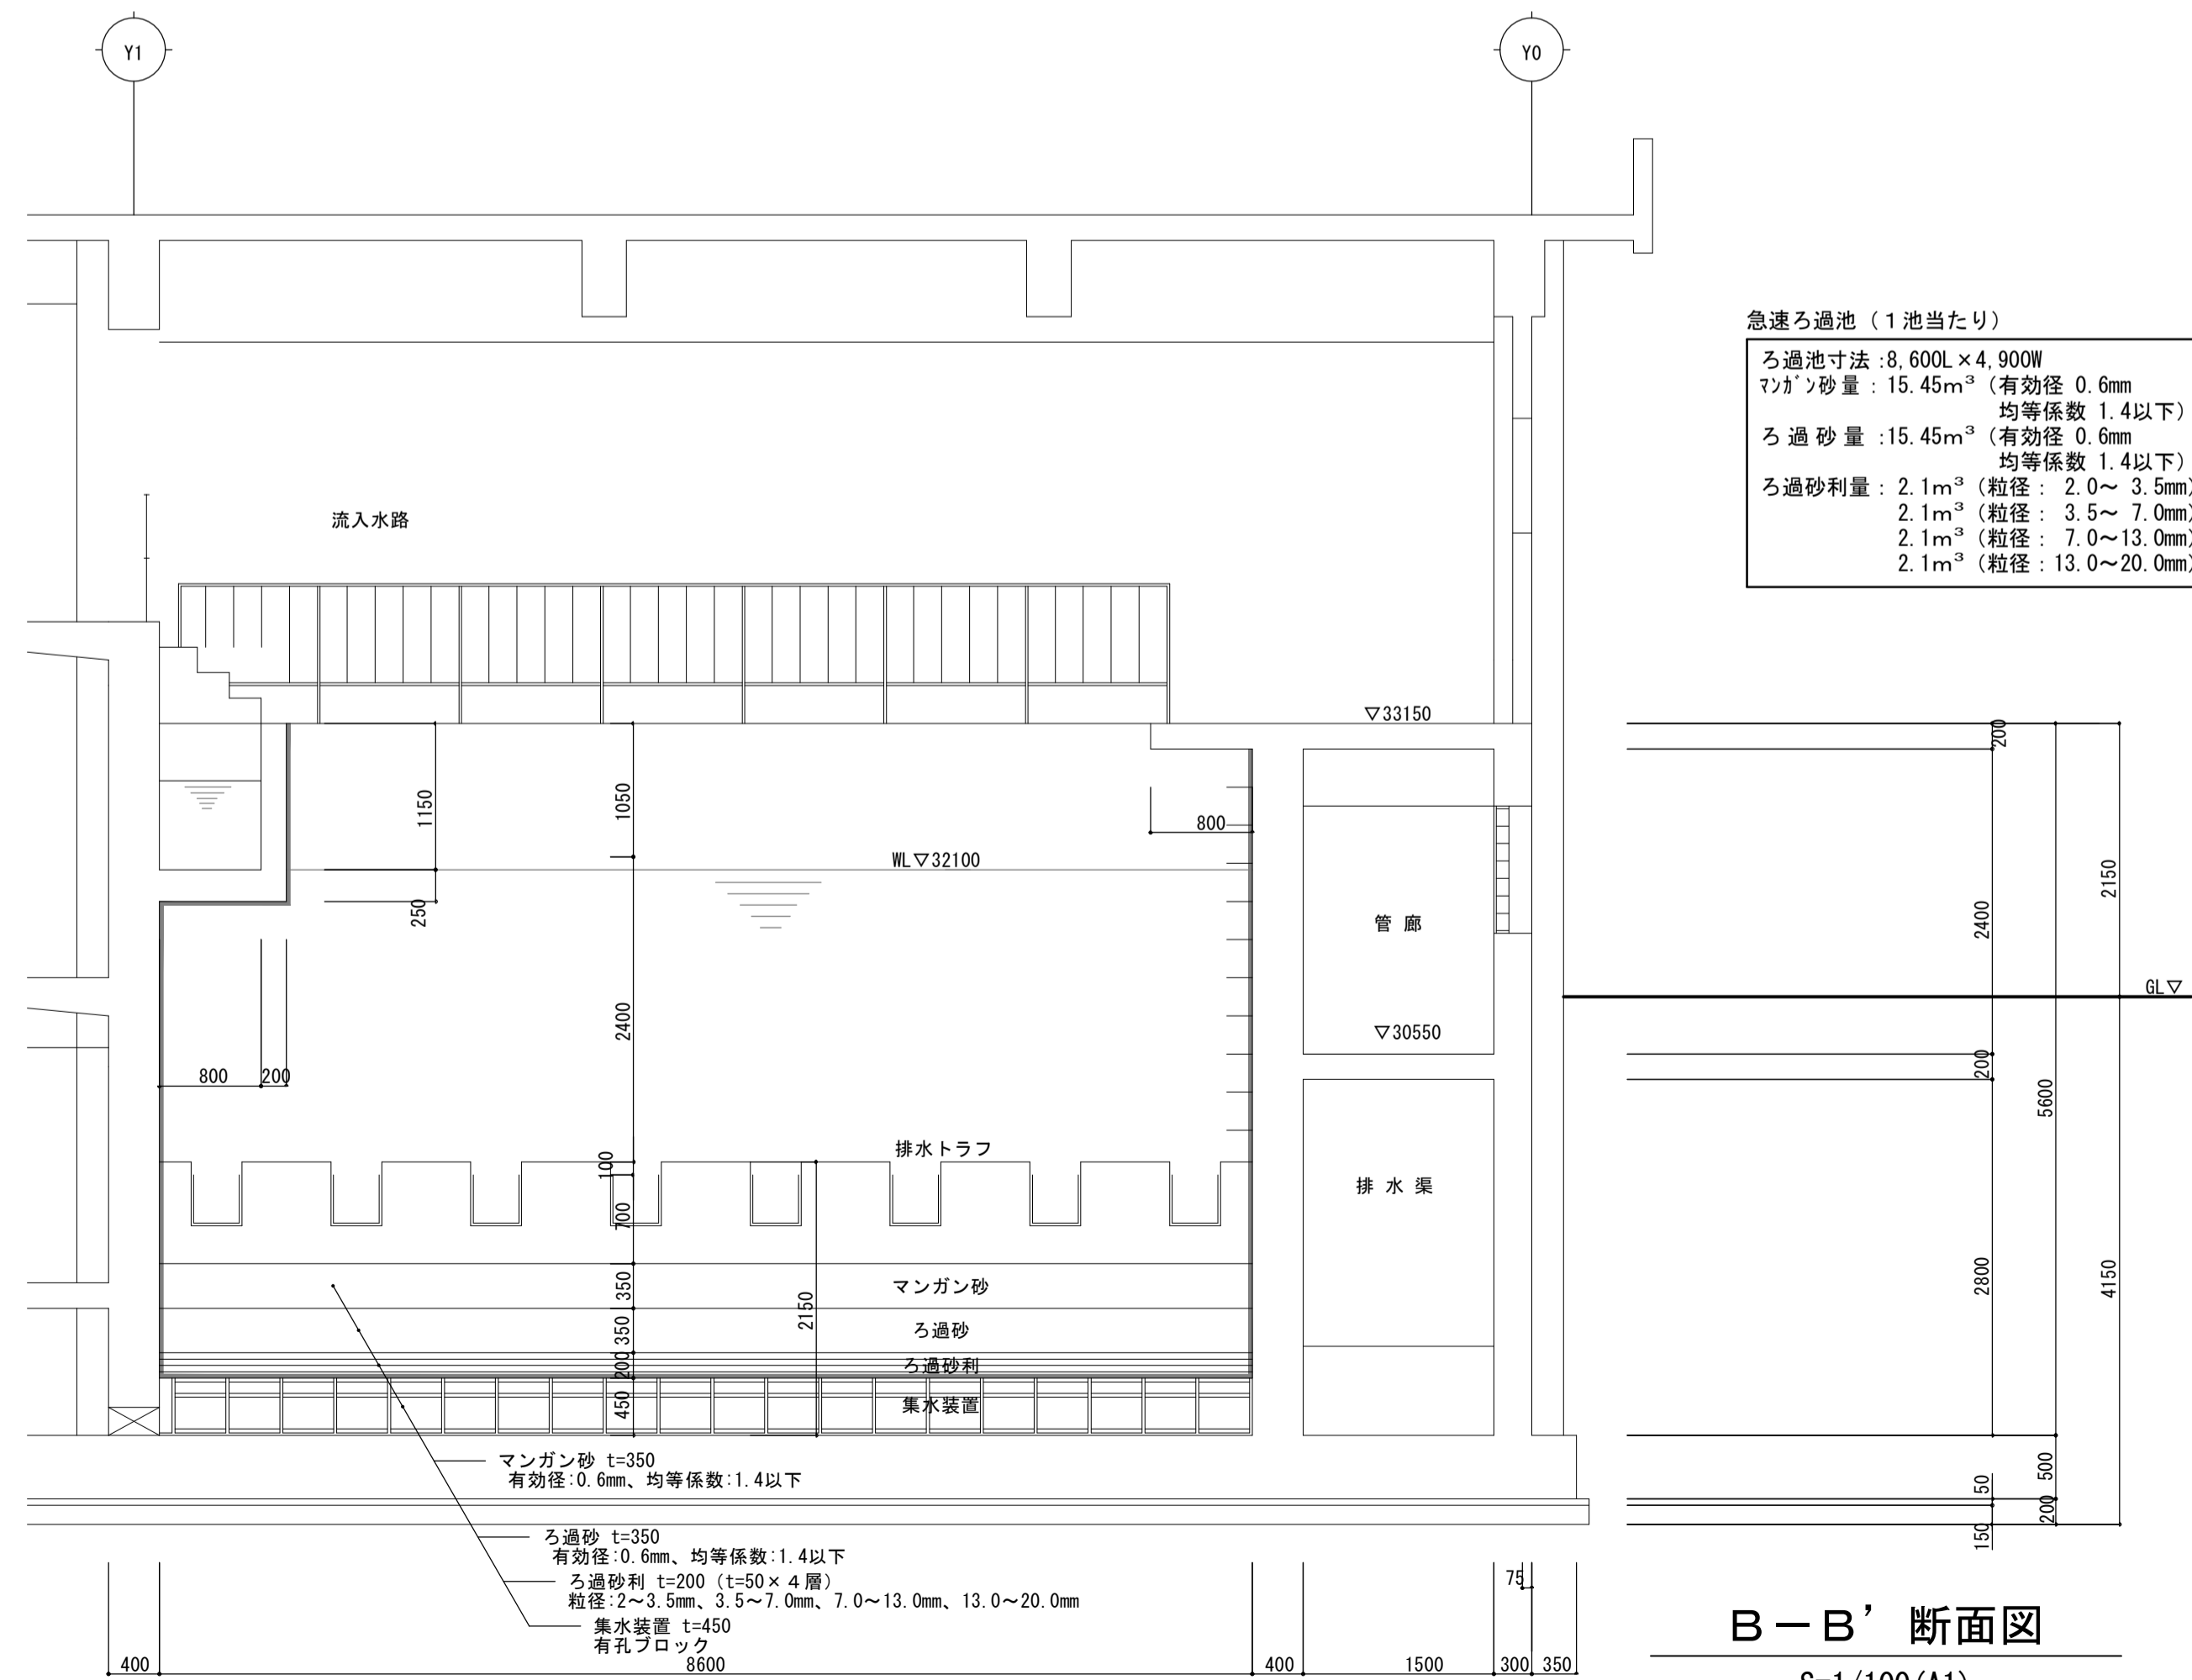 Y1
Y0
急速ろ過池（１池当たり）
ろ過池寸法:8,600L×4,900W
ﾏﾝｶﾞﾝ砂量：15.45m³（有効径 0.6mm
均等係数 1.4以下）
ろ過砂量：15.45m³（有効径 0.6mm
均等係数 1.4以下）
ろ過砂利量：2.1m³（粒径： 2.0～ 3.5mm)
2.1m³（粒径： 3.5～ 7.0mm)
2.1m³（粒径： 7.0～13.0mm)
2.1m³（粒径：13.0～20.0mm)
流入水路
▽33150
200
1150
1050
800
WL▽32100
250
管廊
2400
2150
GL▽
2400
▽30550
800
200
200
5600
排水トラフ
100
排水渠
700
マンガン砂
350
2150
2800
4150
ろ過砂
350
ろ過砂利
200
集水装置
450
マンガン砂 t=350
有効径:0.6mm、均等係数:1.4以下
50
500
200
150
ろ過砂 t=350
有効径:0.6mm、均等係数:1.4以下
ろ過砂利 t=200（t=50×４層）
粒径:2～3.5mm、3.5～7.0mm、7.0～13.0mm、13.0～20.0mm
集水装置 t=450
有孔ブロック
75
Ｂ－Ｂ’断面図
400
8600
400
1500
300
350
S=1/100(A1)